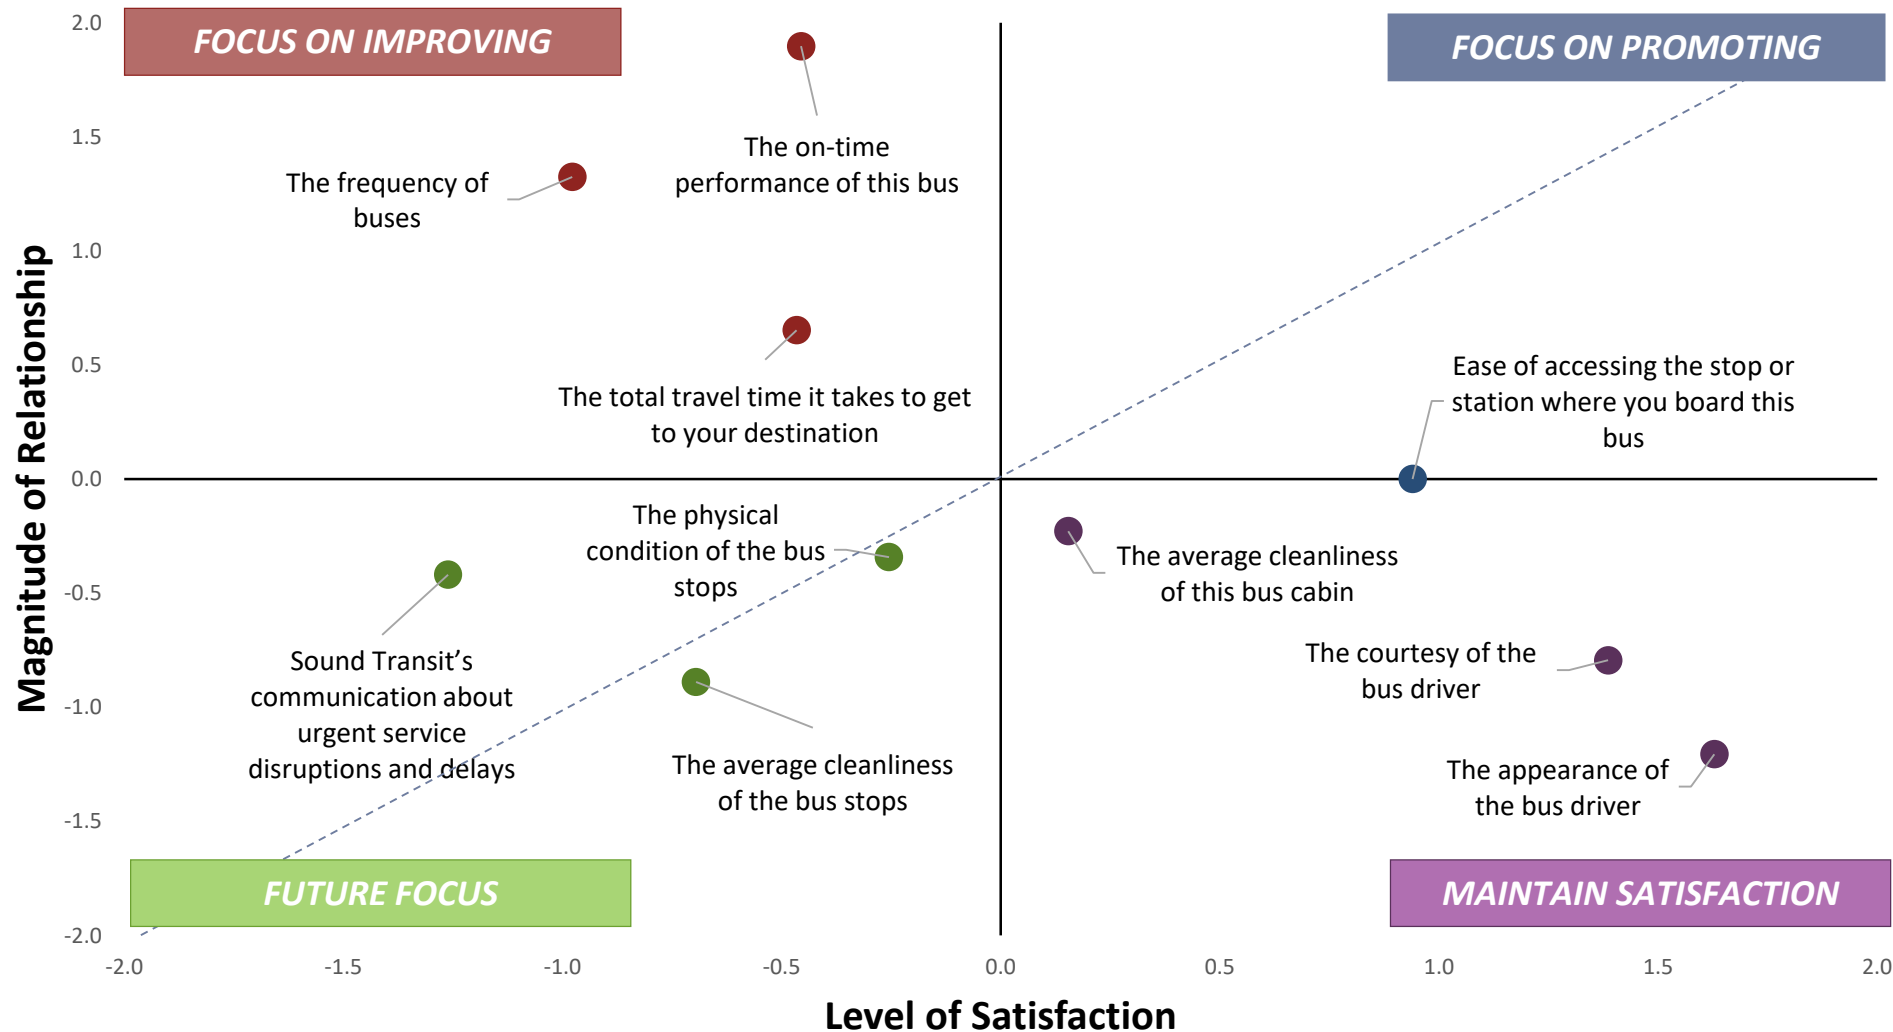 2.0
FOCUS ON IMPROVING
FOCUS ON PROMOTING
1.5
The on-time
performance of this bus
The frequency of
buses
1.0
0.5
Ease of accessing the stop or
station where you board this
bus
The total travel time it takes to get
to your destination
0.0
The physical
condition of the bus
stops
The average cleanliness
of this bus cabin
-0.5
Sound Transit’s
communication about
urgent service
disruptions and delays
The courtesy of the
bus driver
-1.0
The average cleanliness
of the bus stops
The appearance of
the bus driver
-1.5
FUTURE FOCUS
MAINTAIN SATISFACTION
-2.0
-2.0 -1.5 -1.0 -0.5 0.0 0.5 1.0 1.5 2.0
Magnitude of Relationship
Level of Satisfaction